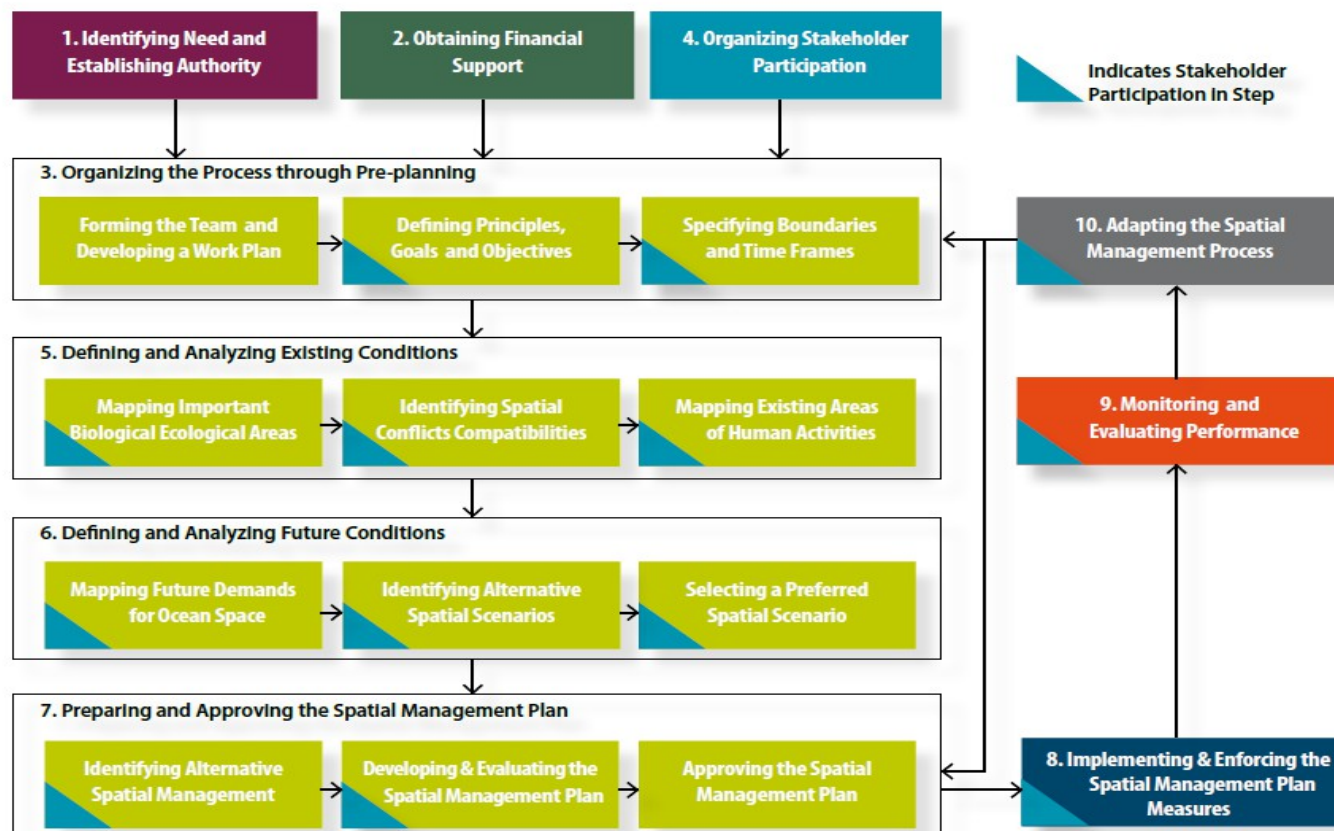 1. Identifying Need and
Establishing Authority
2. Obtaining Financial
Support
4. Organizing Stakeholder
Participation
Indicates Stakeholder
Participation in Step
3. Organizing the Process through Pre-planning
Forming the Team and
Developing a Work Plan
Defining Principles,
Goals and Objectives
Specifying Boundaries
and Time Frames
10. Adapting the Spatial
Management Process
5. Defining and Analyzing Existing Conditions
Mapping Important
Biological Ecological Areas
Identifying Spatial
Conflicts Compatibilities
Mapping Existing Areas
of Human Activities
9. Monitoring and
Evaluating Performance
6. Defining and Analyzing Future Conditions
Mapping Future Demands
for Ocean Space
Identifying Alternative
Spatial Scenarios
Selecting a Preferred
Spatial Scenario
7. Preparing and Approving the Spatial Management Plan
Identifying Alternative
Spatial Management
Developing & Evaluating the
Spatial Management Plan
Approving the Spatial
Management Plan
8. Implementing & Enforcing the
Spatial Management Plan
Measures